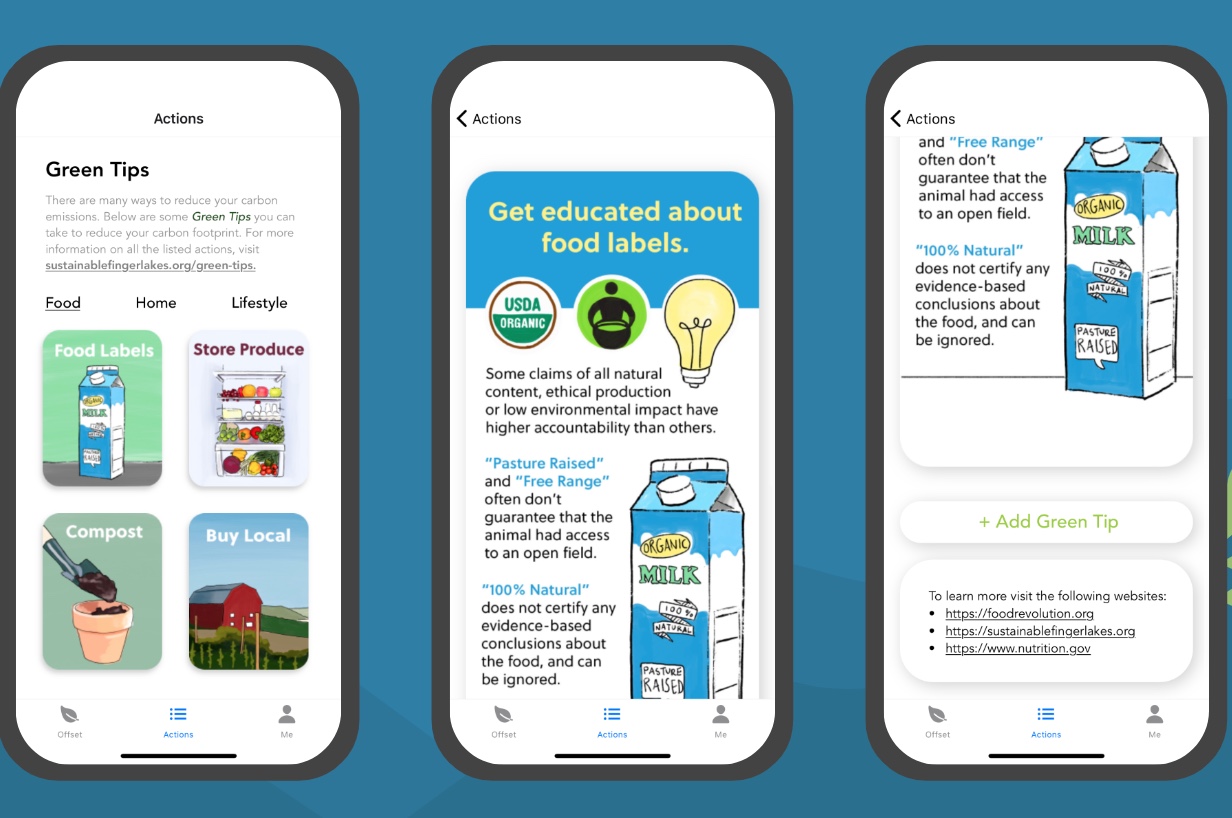 Actions
Green Tips
There are many ways to reduce your carbon
emissions. Below are some Green Tips you can
take to reduce your carbon footprint. For more
information on all the listed actions, visit
sustainablefingerlakes.org/green-tips.
Food
Home
Lifestyle
Food Labels
ORGANIC
MILK
100%
NATURAL
PASTURE
RAISED
Store Produce
Compost
Buy Local
Offset
Actions
Me
Actions
Get educated about
food labels.
USDA
ORGANIC
Some claims of all natural
content, ethical production
or low environmental impact have
higher accountability than others.
“Pasture Raised”
and “Free Range”
often don’t
guarantee that the
animal had access
to an open field.
“100% Natural”
does not certify any
evidence-based
conclusions about
the food, and can
be ignored.
ORGANIC
MILK
100%
NATURAL
PASTURE
RAISED
Offset
Actions
Me
Actions
and “Free Range”
often don’t
guarantee that the
animal had access
to an open field.
“100% Natural”
does not certify any
evidence-based
conclusions about
the food, and can
be ignored.
ORGANIC
MILK
100%
NATURAL
PASTURE
RAISED
+ Add Green Tip
To learn more visit the following websites:
• https://foodrevolution.org
• https://sustainablefingerlakes.org
• https://www.nutrition.gov
Offset
Actions
Me